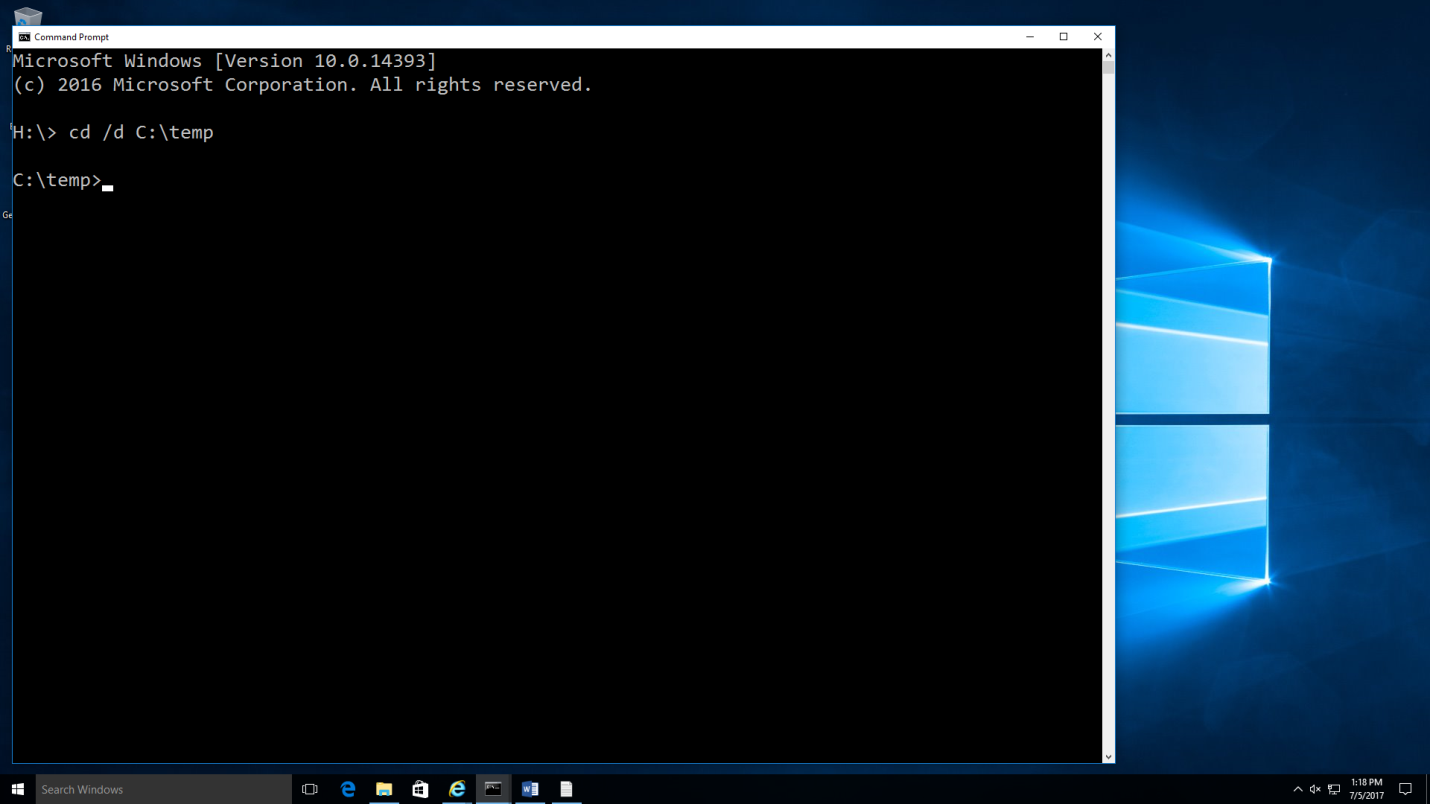 Command Prompt
Microsoft Windows [Version 10.0.14393]
(c) 2016 Microsoft Corporation. All rights reserved.
H:\> cd /d C:\temp
C:\temp>
Ge
Search Windows
1:18 PM
7/5/2017